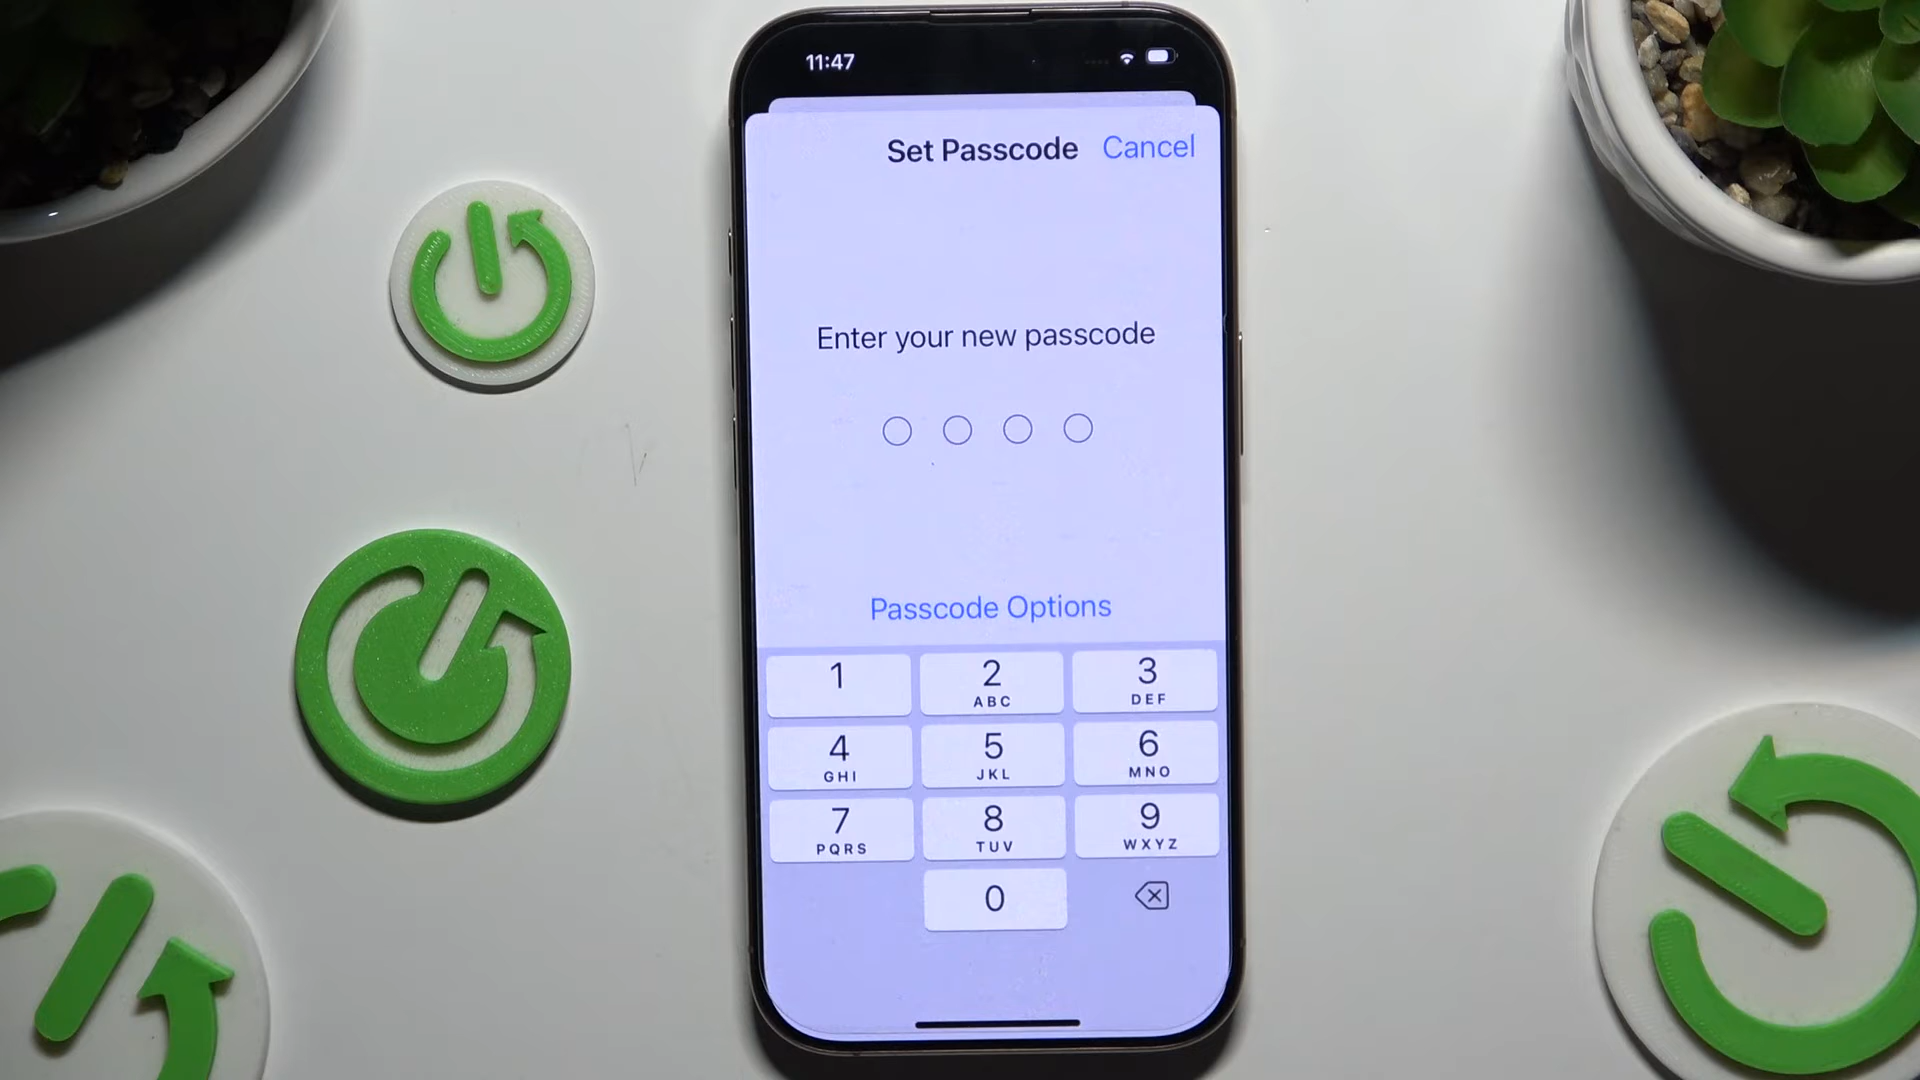 11:47
Set Passcode Cancel
Enter your new passcode
Passcode Options
1 2 3
ABC DEF
4 5 6
GHI JKL MNO
7 8 9
PQRS TUV WXYZ
0